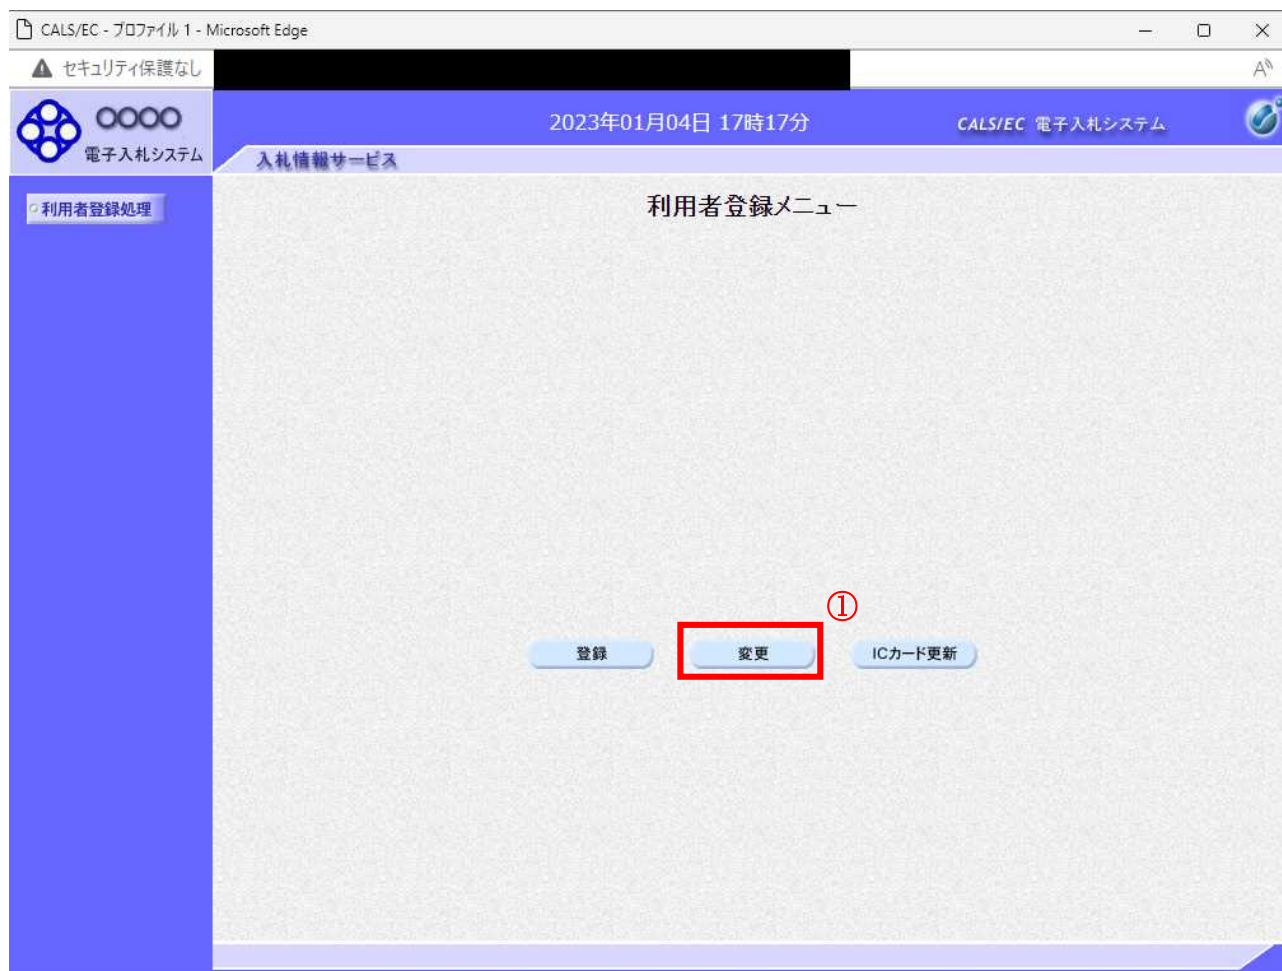 CALS/EC - プロファイル 1 - Microsoft Edge
セキュリティ保護なし
A
○○○○
電子入札システム
2023年01月04日 17時17分
CALS/EC 電子入札システム
入札情報サービス
利用者登録処理
利用者登録メニュー
①
登録
変更
ICカード更新